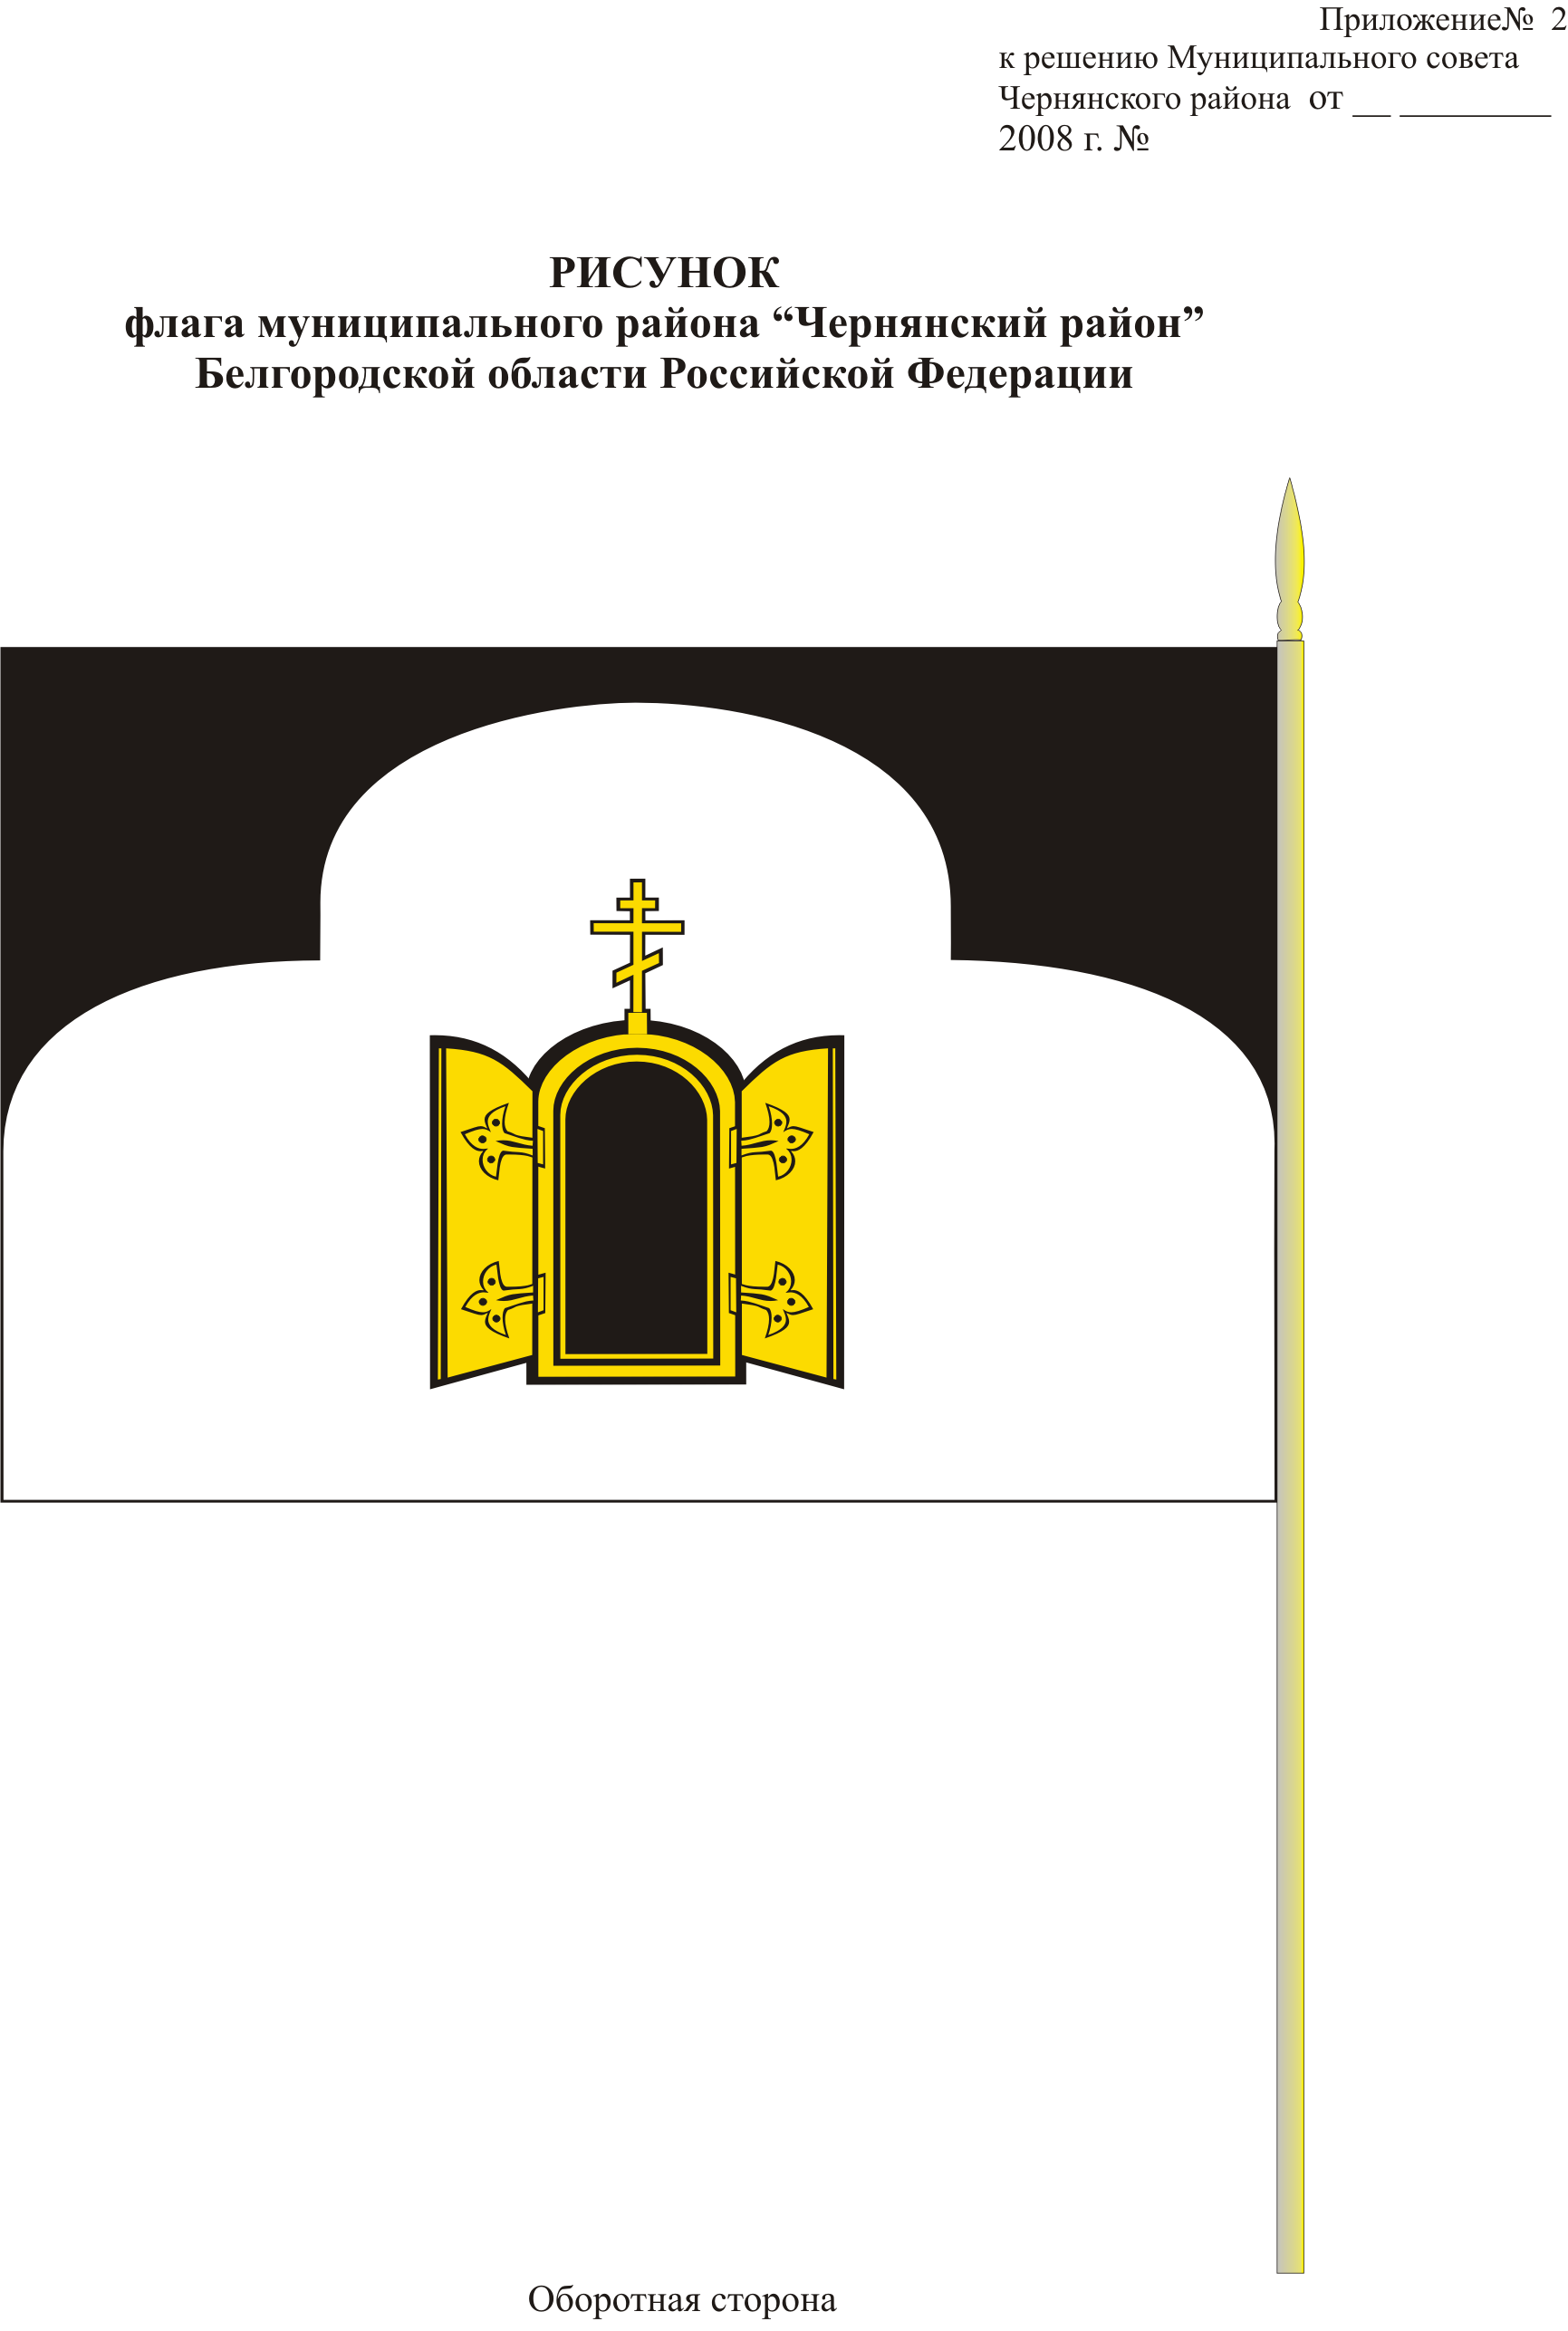 Приложение№ 2
к решению Муниципального совета
Чернянского района от __ ________
2008 г. №
РИСУНОК
флага муниципального района “Чернянский район”
Белгородской области Российской Федерации
Оборотная сторона